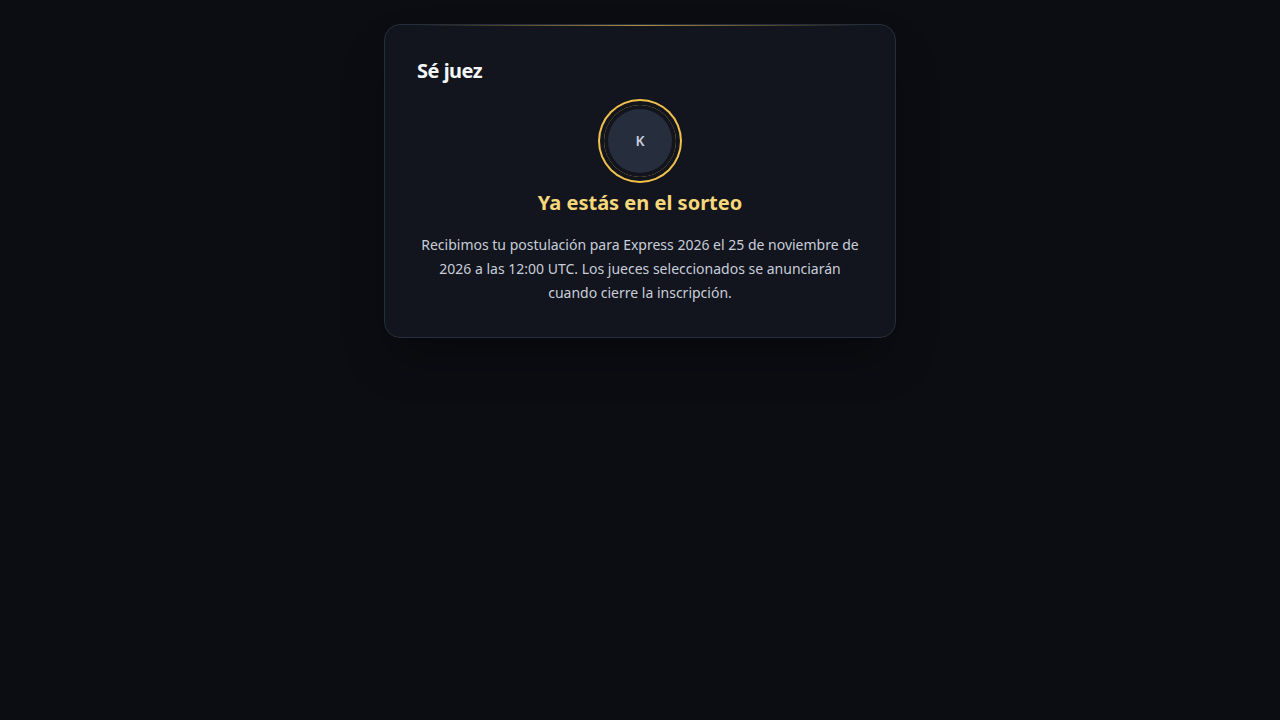 Sé juez
K
Ya estás en el sorteo
Recibimos tu postulación para Express 2026 el 25 de noviembre de
2026 a las 12:00 UTC. Los jueces seleccionados se anunciarán
cuando cierre la inscripción.